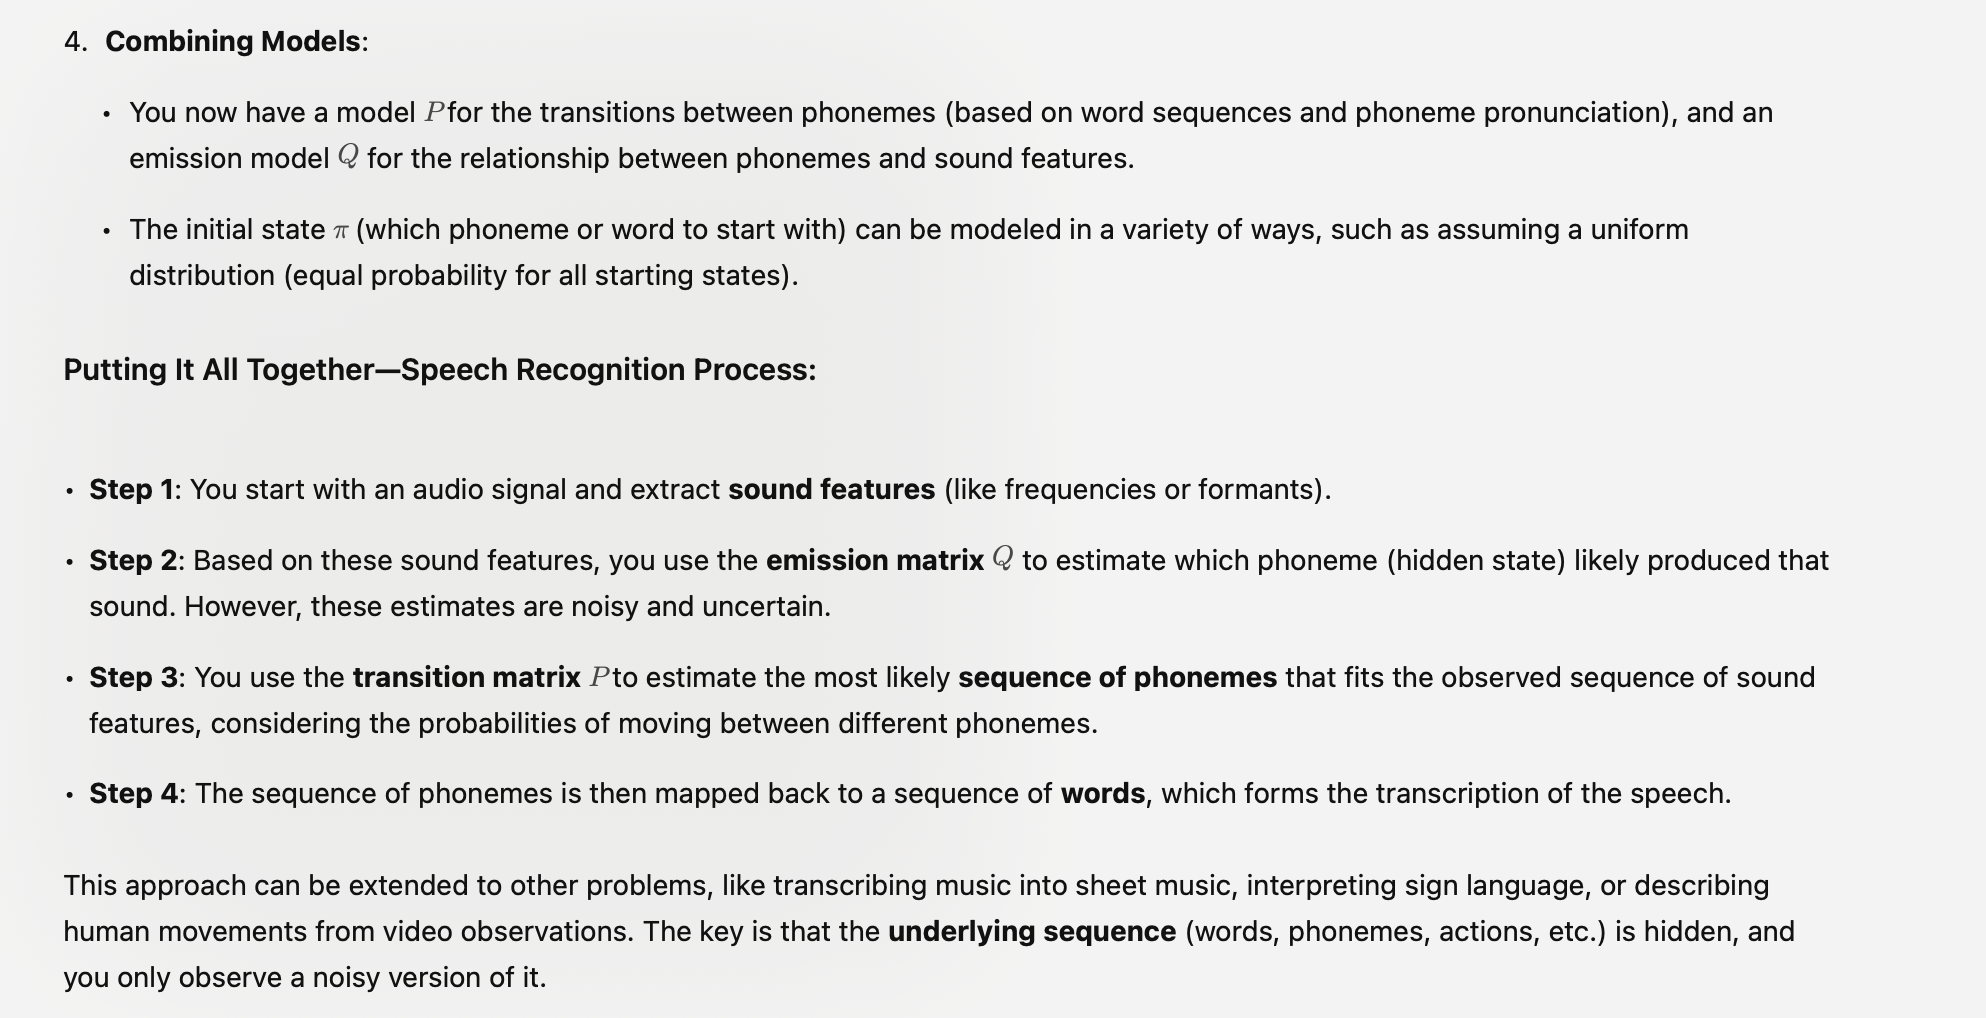 4. Combining Models:
• You now have a model P for the transitions between phonemes (based on word sequences and phoneme pronunciation), and an
emission model Q for the relationship between phonemes and sound features.
• The initial state π (which phoneme or word to start with) can be modeled in a variety of ways, such as assuming a uniform
distribution (equal probability for all starting states).
Putting It All Together—Speech Recognition Process:
• Step 1: You start with an audio signal and extract sound features (like frequencies or formants).
• Step 2: Based on these sound features, you use the emission matrix Q to estimate which phoneme (hidden state) likely produced that
sound. However, these estimates are noisy and uncertain.
• Step 3: You use the transition matrix P to estimate the most likely sequence of phonemes that fits the observed sequence of sound
features, considering the probabilities of moving between different phonemes.
• Step 4: The sequence of phonemes is then mapped back to a sequence of words, which forms the transcription of the speech.
This approach can be extended to other problems, like transcribing music into sheet music, interpreting sign language, or describing
human movements from video observations. The key is that the underlying sequence (words, phonemes, actions, etc.) is hidden, and
you only observe a noisy version of it.